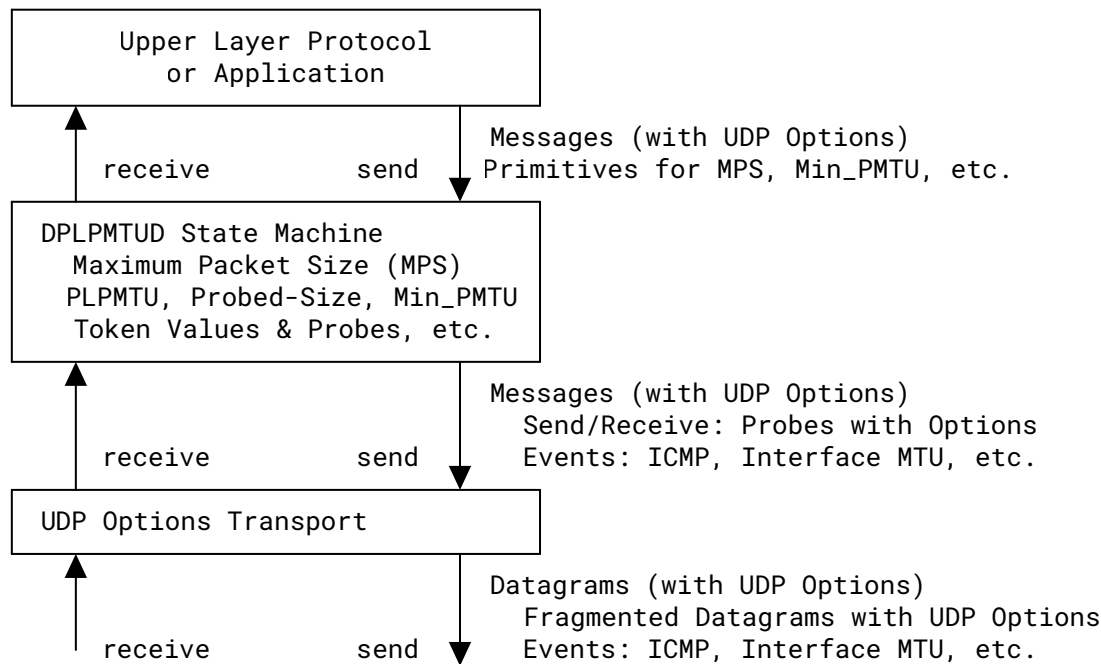 Upper Layer Protocol
or Application
Messages (with UDP Options)
receive send Primitives for MPS, Min_PMTU, etc.
DPLPMTUD State Machine
Maximum Packet Size (MPS)
PLPMTU, Probed-Size, Min_PMTU
Token Values & Probes, etc.
Messages (with UDP Options)
Send/Receive: Probes with Options
receive send Events: ICMP, Interface MTU, etc.
UDP Options Transport
Datagrams (with UDP Options)
Fragmented Datagrams with UDP Options
receive send Events: ICMP, Interface MTU, etc.